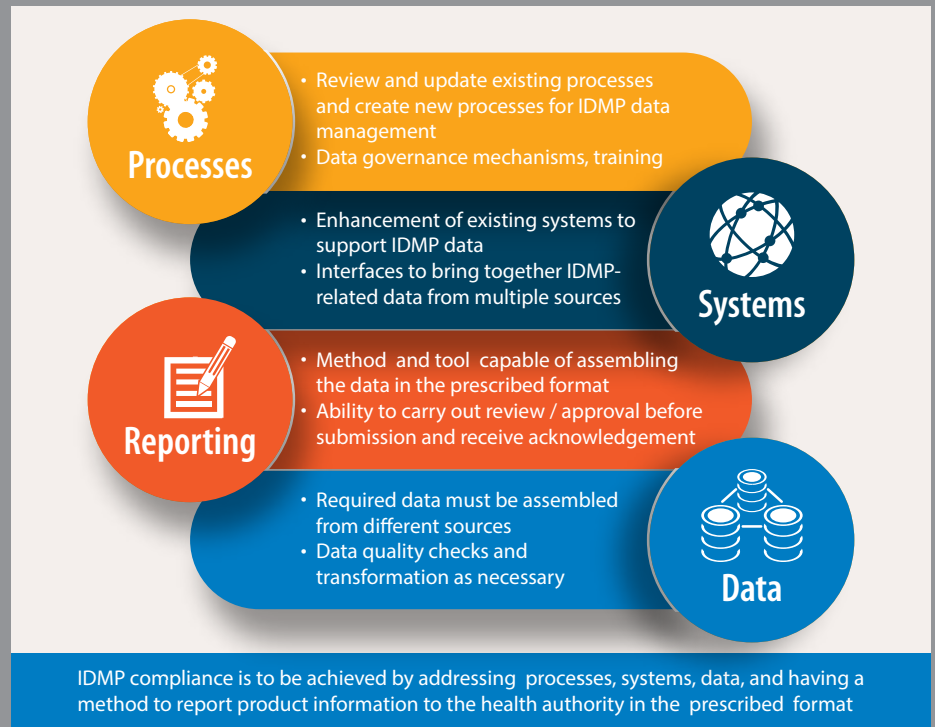 Processes
• Review and update existing processes
and create new processes for IDMP data
management
• Data governance mechanisms, training
• Enhancement of existing systems to
support IDMP data
• Interfaces to bring together IDMP-
related data from multiple sources
Systems
Reporting
• Method and tool capable of assembling
the data in the prescribed format
• Ability to carry out review / approval before
submission and receive acknowledgement
• Required data must be assembled
from different sources
• Data quality checks and
transformation as necessary
Data
IDMP compliance is to be achieved by addressing processes, systems, data, and having a
method to report product information to the health authority in the prescribed format